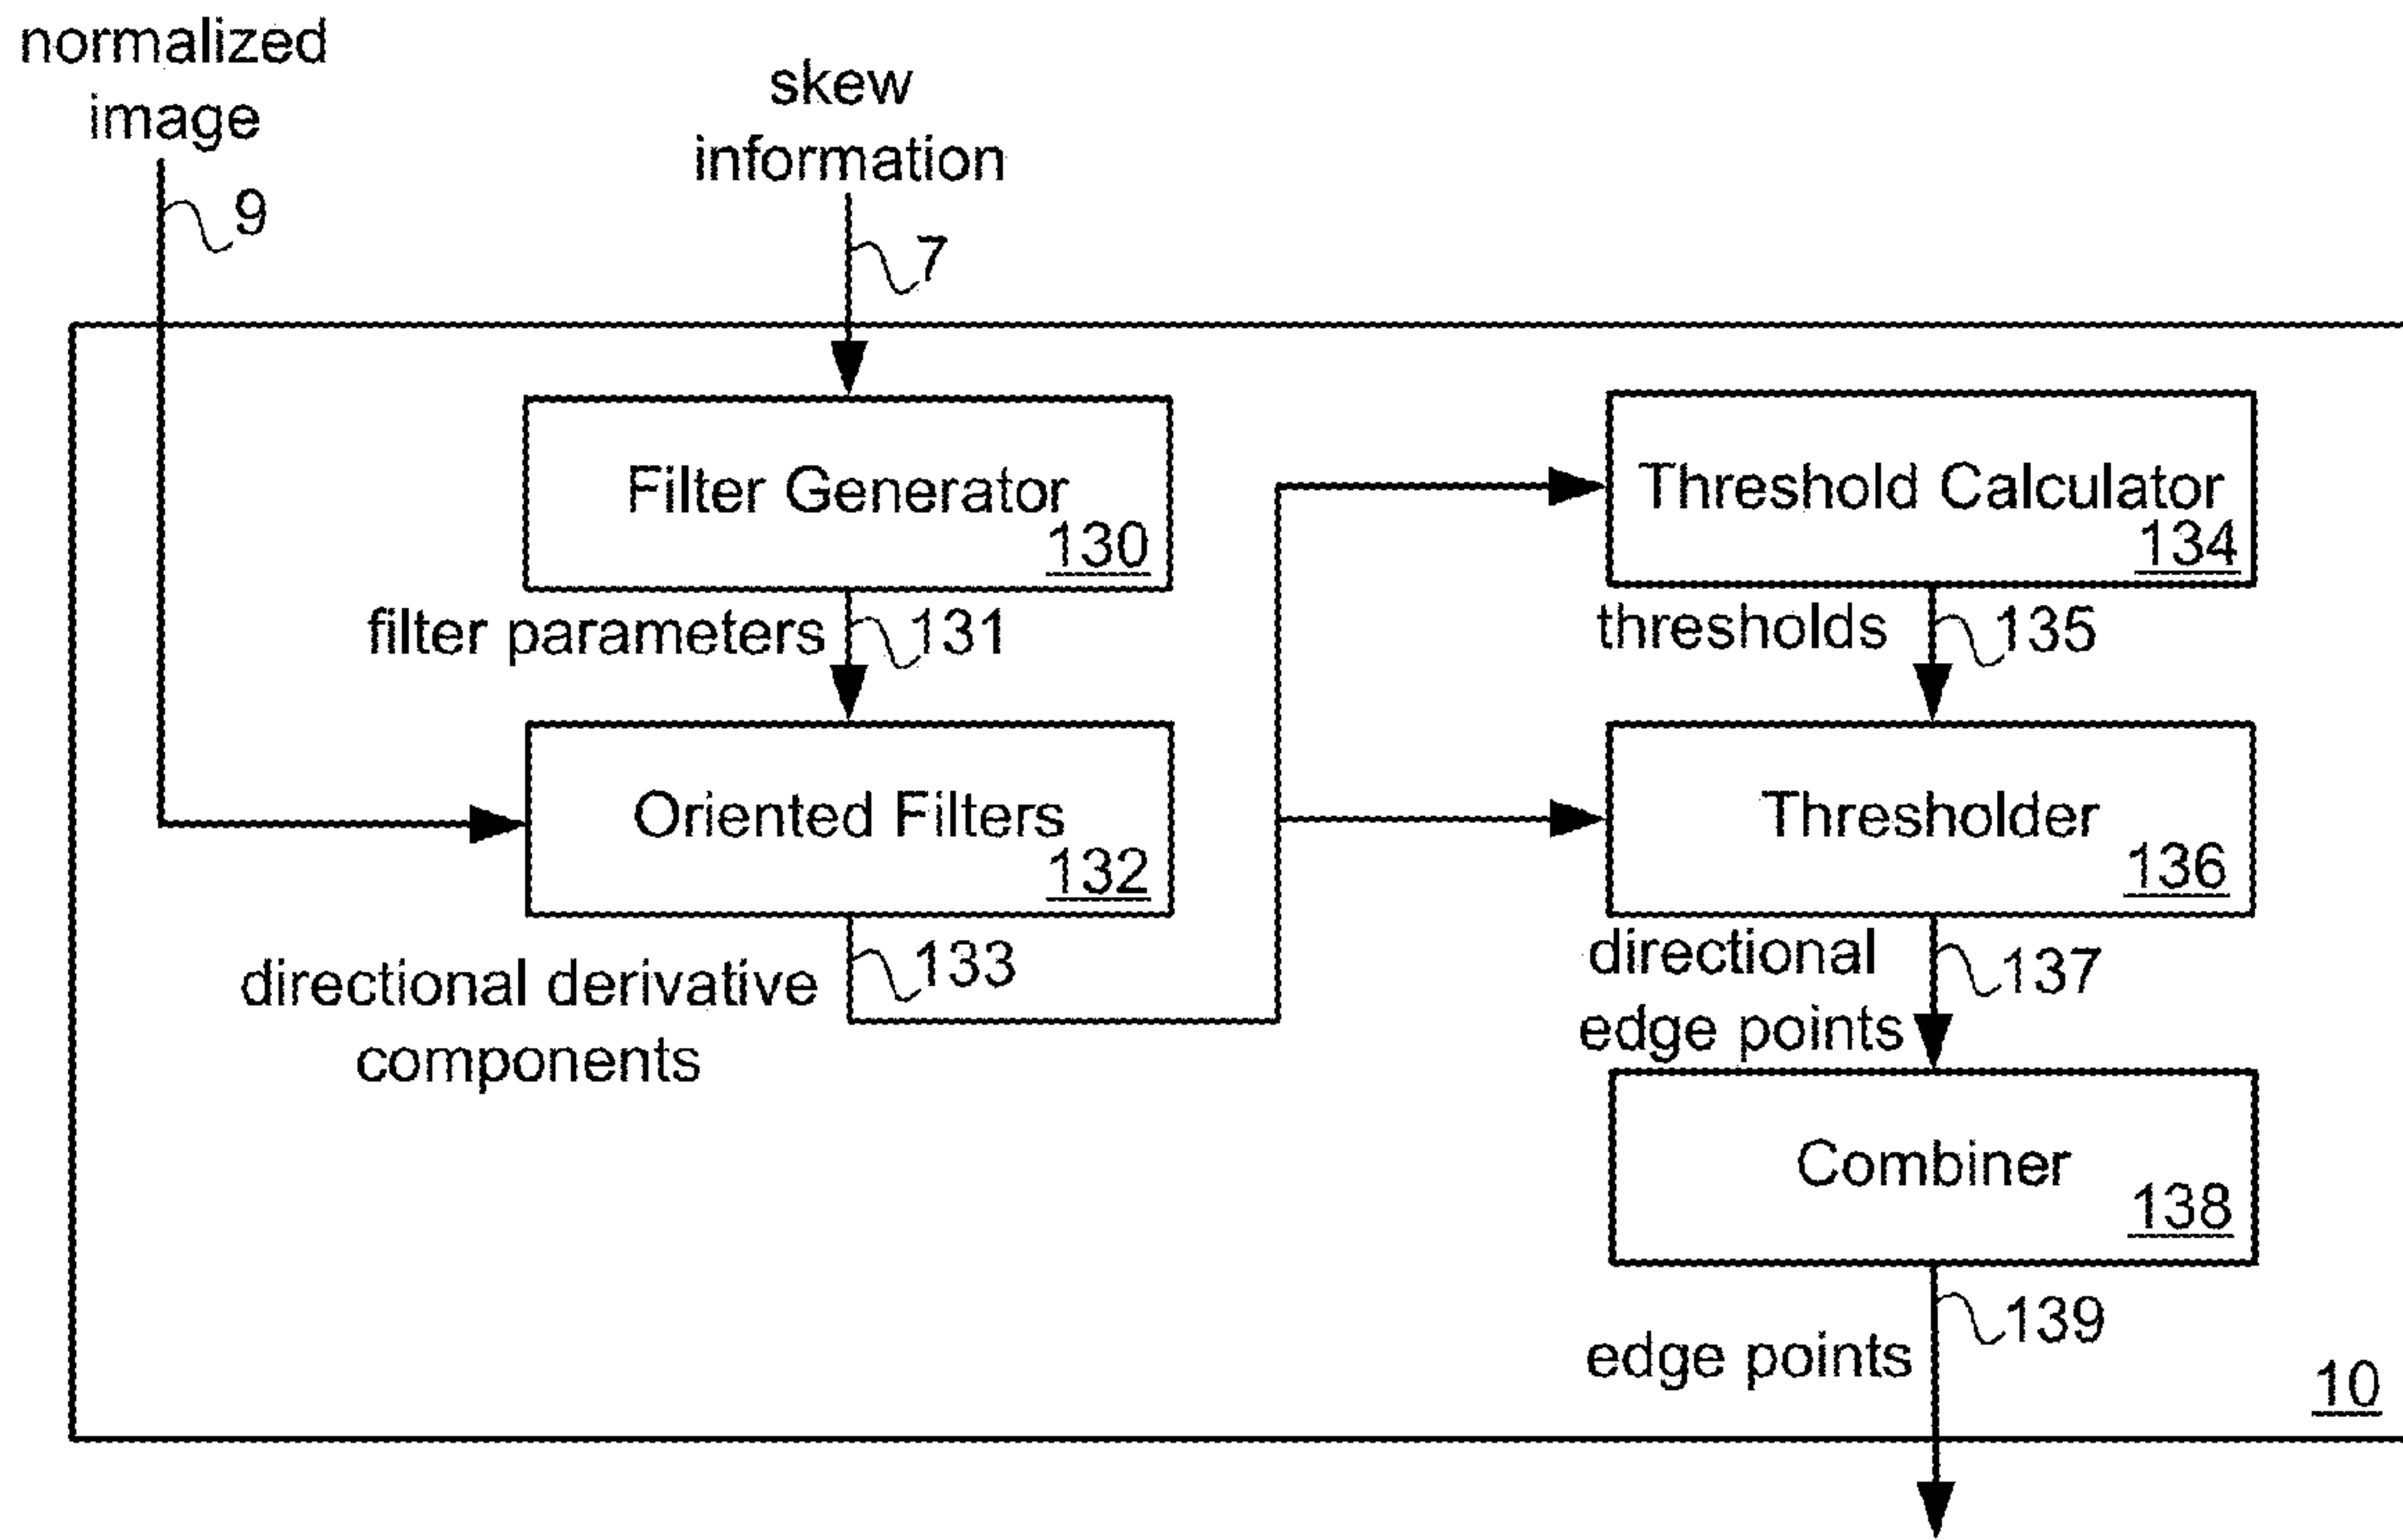 normalized
image
9
skew
information
7
Filter Generator
130
filter parameters
131
Oriented Filters
132
directional derivative
components
133
Threshold Calculator
134
thresholds
135
Thresholder
136
directional
edge points
137
Combiner
138
edge points
139
10